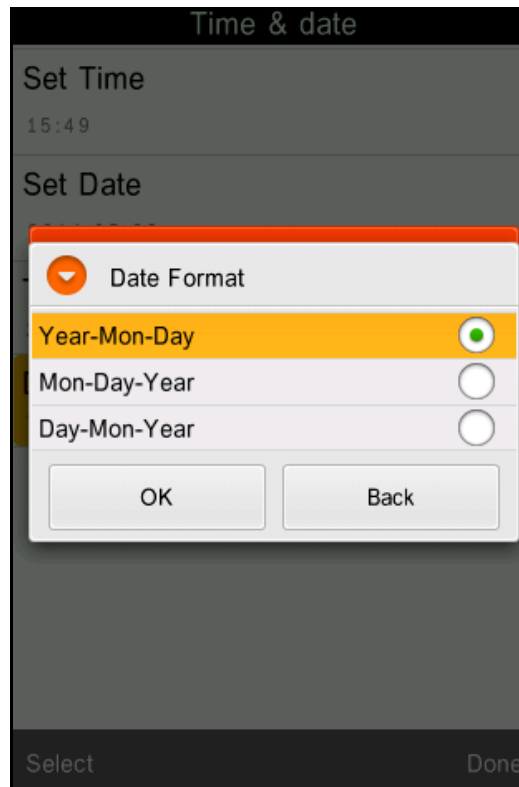 Time & date
Set Time
15:49
Set Date
Date Format
Year-Mon-Day
Mon-Day-Year
Day-Mon-Year
OK
Back
Select
Done